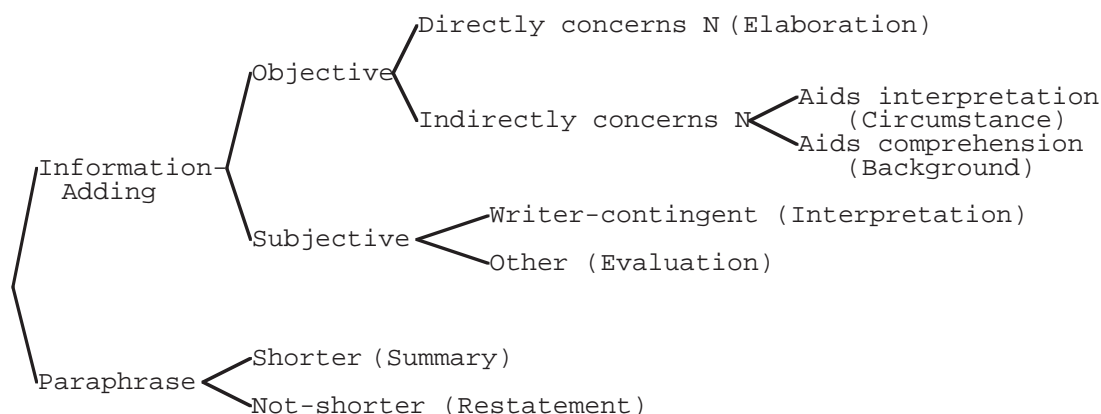 Directly concerns N (Elaboration)
Objective
Aids interpretation
Indirectly concerns N
(Circumstance)
Aids comprehension
Information-
(Background)
Adding
Writer-contingent (Interpretation)
Subjective
Other (Evaluation)
Shorter (Summary)
Paraphrase
Not-shorter (Restatement)